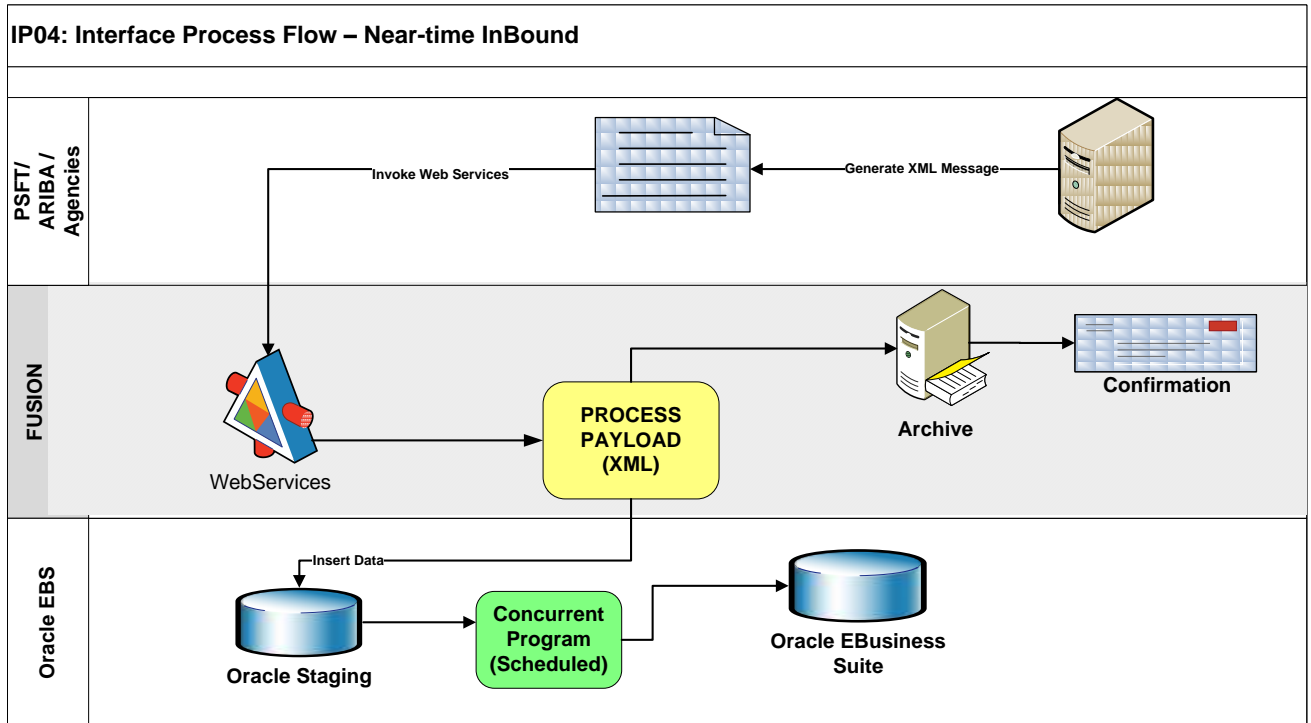 IP04: Interface Process Flow – Near-time InBound
PSFT/
ARIBA /
Agencies
Invoke Web Services
Generate XML Message
FUSION
WebServices
PROCESS
PAYLOAD
(XML)
Archive
Confirmation
Oracle EBS
Insert Data
Oracle Staging
Concurrent
Program
(Scheduled)
Oracle EBusiness
Suite